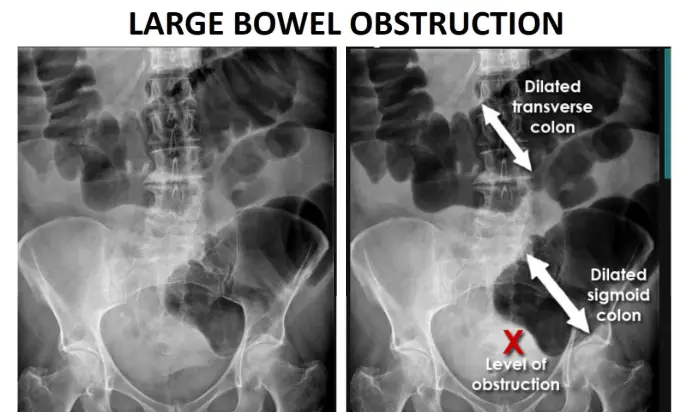 LARGE BOWEL OBSTRUCTION
Dilated
transverse
colon
Dilated
sigmoid
colon
X
Level of
obstruction